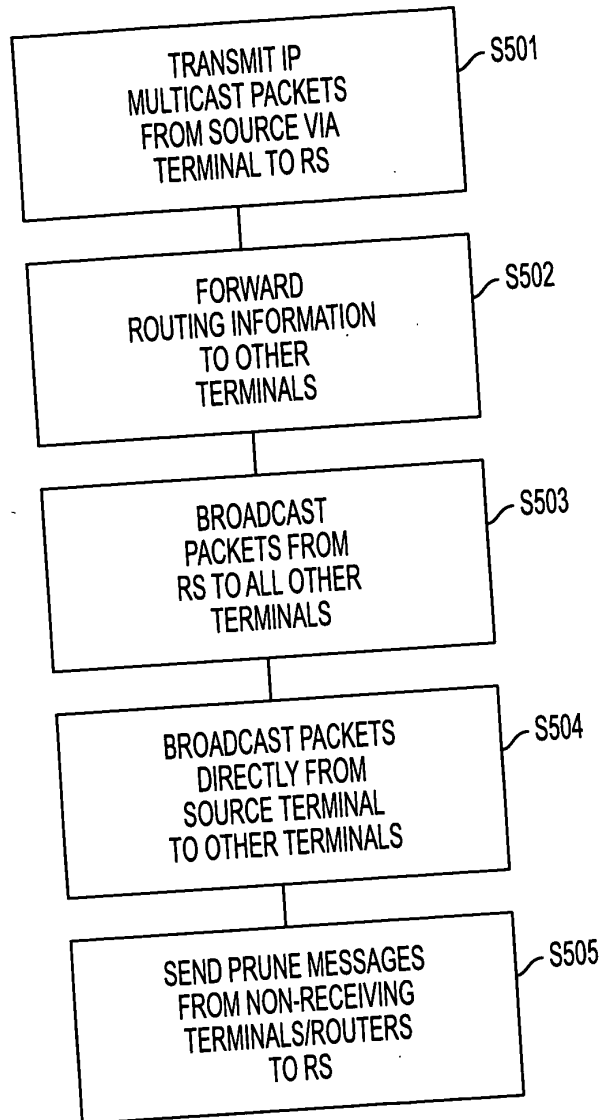 TRANSMIT IP
MULTICAST PACKETS
FROM SOURCE VIA
TERMINAL TO RS
S501
FORWARD
ROUTING INFORMATION
TO OTHER
TERMINALS
S502
BROADCAST
PACKETS FROM
RS TO ALL OTHER
TERMINALS
S503
BROADCAST PACKETS
DIRECTLY FROM
SOURCE TERMINAL
TO OTHER TERMINALS
S504
SEND PRUNE MESSAGES
FROM NON-RECEIVING
TERMINALS/ROUTERS
TO RS
S505